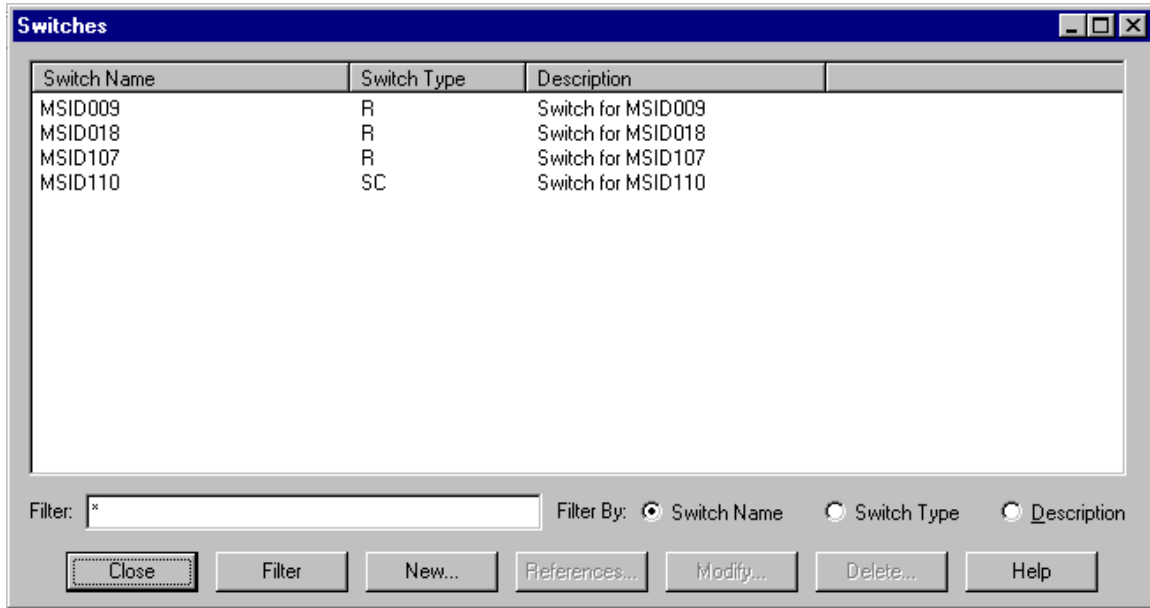 Switches
Switch Name Switch Type Description
MSID009 R Switch for MSID009
MSID018 R Switch for MSID018
MSID107 R Switch for MSID107
MSID110 SC Switch for MSID110
Filter: * Filter By: Switch Name Switch Type Description
Close Filter New... References... Modify... Delete... Help